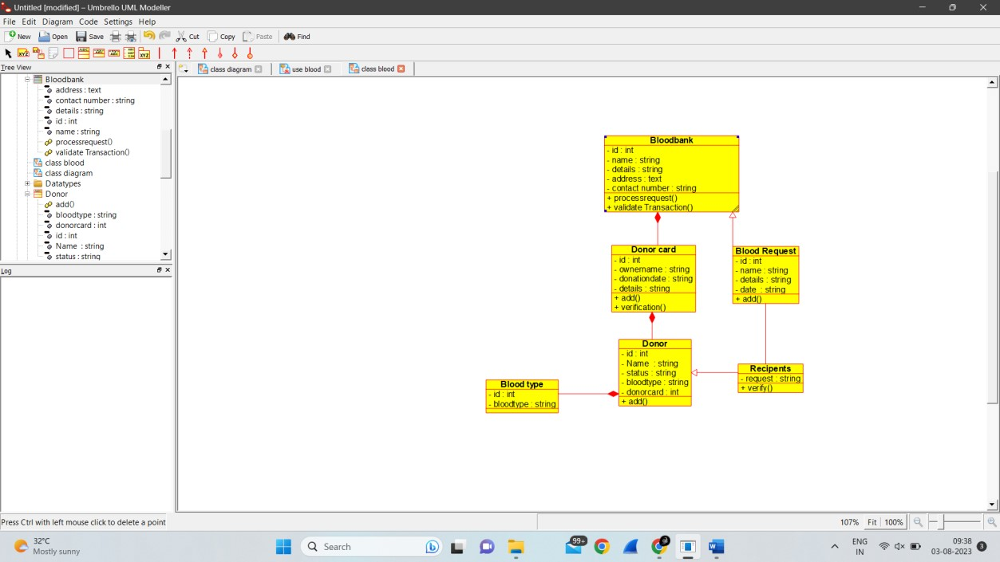 Untitled [modified] – Umbrello UML Modeller
File Edit Diagram Code Settings Help
New Open Save Cut Copy Paste Find
Tree View
class diagram use blood class blood
Bloodbank
address : text
contact number : string
details : string
id : int
name : string
processrequest()
validate Transaction()
class blood
class diagram
Datatypes
Donor
add()
bloodtype : string
donorcard : int
id : int
Name : string
status : string
Log
Bloodbank
- id : int
- name : string
- details : string
- address : text
- contact number : string
+ processrequest()
+ validate Transaction()
Donor card
- id : int
- ownername : string
- donationdate : string
- details : string
+ add()
+ verification()
Blood Request
- id : int
- name : string
- details : string
- date : string
+ add()
Donor
- id : int
- Name : string
- status : string
- bloodtype : string
- donorcard : int
+ add()
Recipents
- request : string
+ verify()
Blood type
- id : int
- bloodtype : string
Press Ctrl with left mouse click to delete a point
107% Fit 100%
32°C
Mostly sunny
Search
99+
ENG
IN
09:38
03-08-2023
3